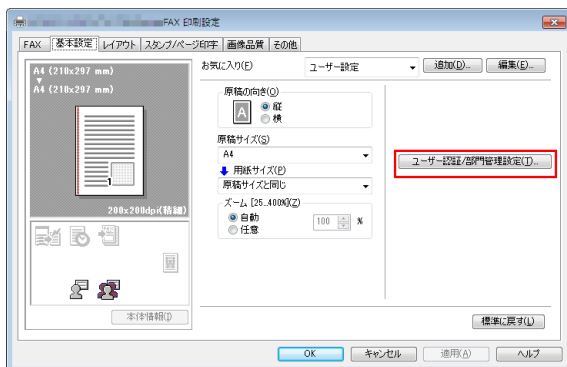 FAX 印刷設定
FAX 基本設定 レイアウト スタンプ/ページ印字 画像品質 その他
A4 (210x297 mm)
A4 (210x297 mm)
1
200x200dpi(精細)
本体情報(I)
お気に入り(F) ユーザー設定 追加(D)... 編集(E)...
原稿の向き(O)
A
縦
横
原稿サイズ(S)
A4
用紙サイズ(P)
原稿サイズと同じ
ズーム [25..400%](Z)
自動
任意
100 %
ユーザー認証/部門管理設定(T)...
標準に戻す(L)
OK キャンセル 適用(A) ヘルプ